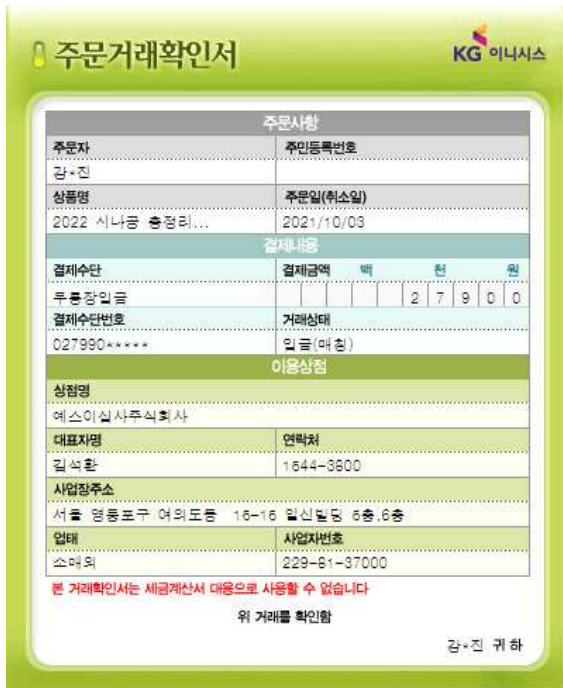 주문거래확인서
KG 이니시스
주문사항
주문자 주민등록번호
강*진
상품명 주문일(취소일)
2022 시나공 총정리... 2021/10/03
결제내용
결제수단 결제금액 백 천 원
무통장입금 2 7 9 0 0
결제수단번호 거래상태
027990***** 입금(매칭)
이용상점
상점명
예스이십사주식회사
대표자명 연락처
김석환 1544-3800
사업장주소
서울 영등포구 여의도동 15-15 일신빌딩 5층,6층
업태 사업자번호
소매외 229-81-37000
본 거래확인서는 세금계산서 대용으로 사용할 수 없습니다
위 거래를 확인함
강*진 귀하